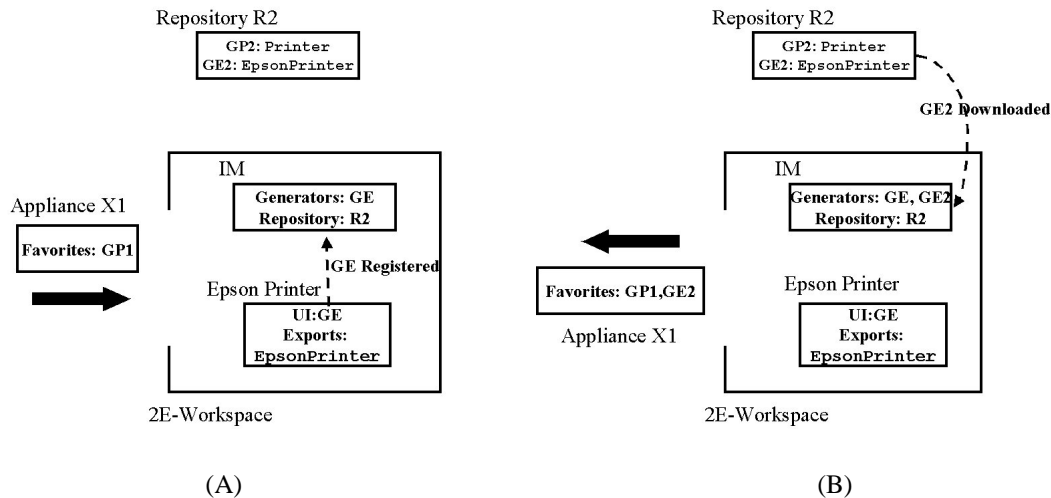 Repository R2
GP2: Printer
GE2: EpsonPrinter
IM
Generators: GE
Repository: R2
Appliance X1
Favorites: GP1
GE Registered
Epson Printer
UI:GE
Exports:
EpsonPrinter
2E-Workspace
(A)
Repository R2
GP2: Printer
GE2: EpsonPrinter
GE2 Downloaded
IM
Generators: GE, GE2
Repository: R2
Favorites: GP1,GE2
Appliance X1
Epson Printer
UI:GE
Exports:
EpsonPrinter
2E-Workspace
(B)